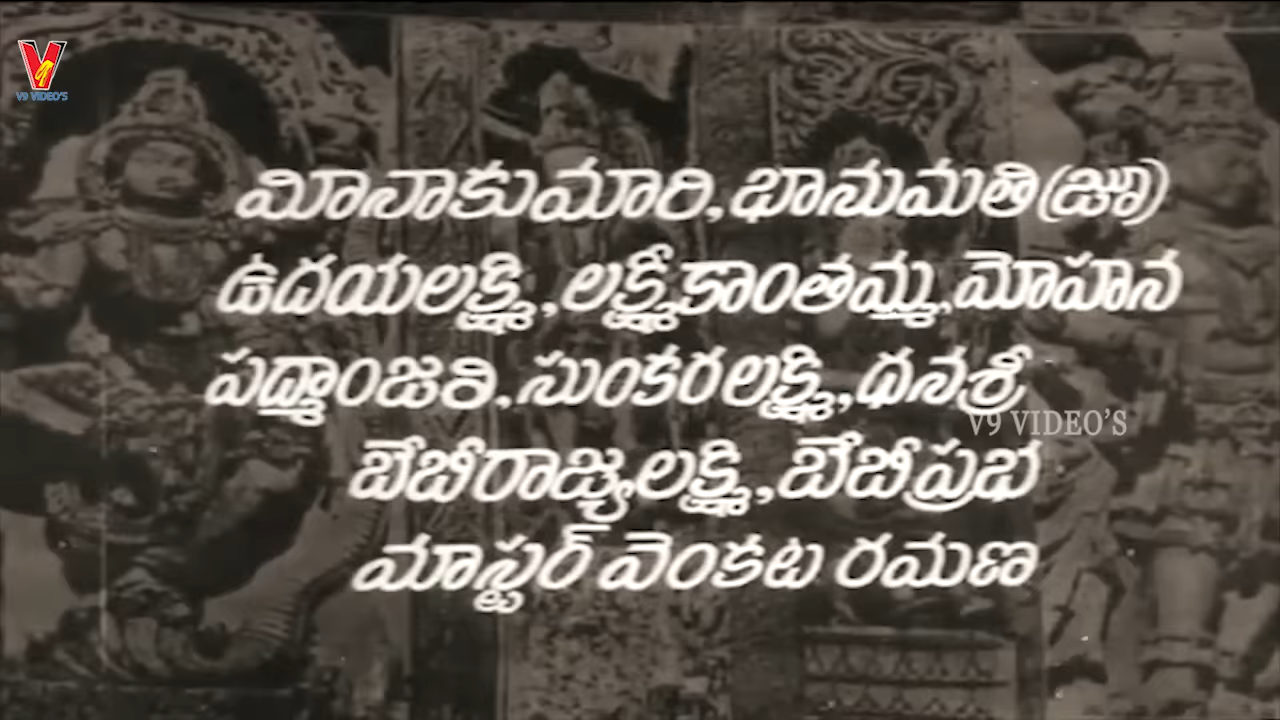 V9 VIDEO'S
మీనాకుమారి, భానుమతి (జూ)
ఉదయలక్ష్మి, లక్ష్మీకాంతమ్మ, మోహన
పద్మాంజలి, సుంకరలక్ష్మి, ధనశ్రీ
V9 VIDEO'S
బేబీరాజ్యలక్ష్మి, బేబీప్రభ
మాస్టర్ వెంకట రమణ